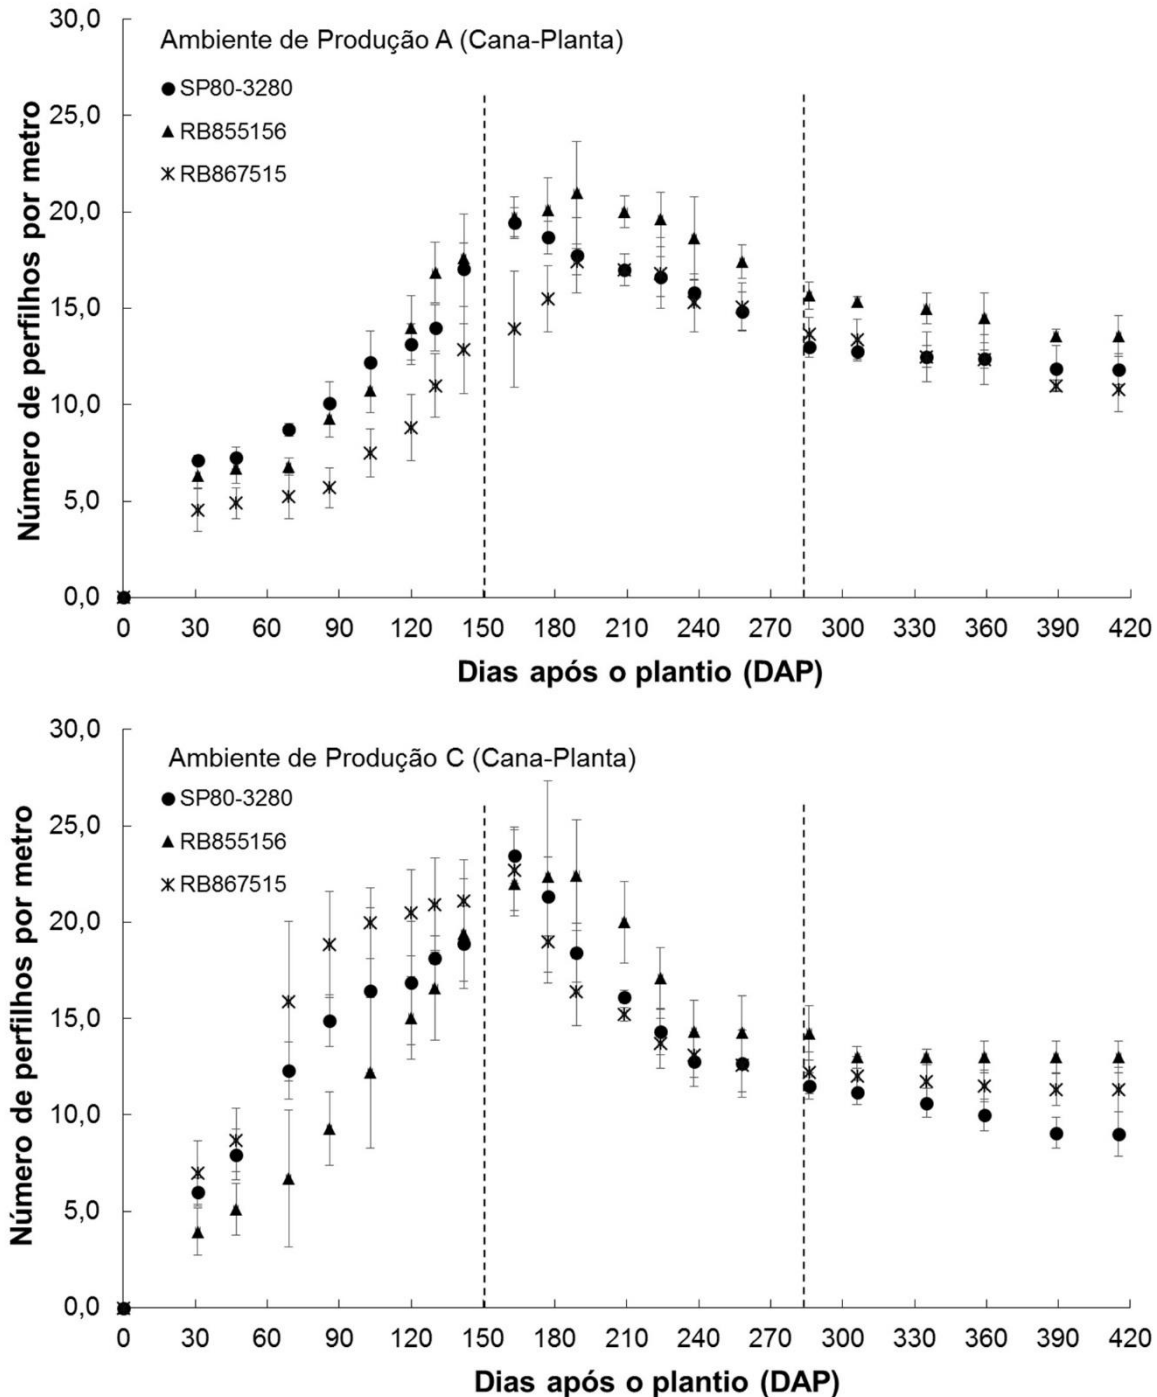 30,0
Ambiente de Produção A (Cana-Planta)
SP80-3280
25,0
RB855156
RB867515
20,0
15,0
10,0
5,0
0,0
Número de perfilhos por metro
0 30 60 90 120 150 180 210 240 270 300 330 360 390 420
Dias após o plantio (DAP)
30,0
Ambiente de Produção C (Cana-Planta)
SP80-3280
25,0
RB855156
RB867515
20,0
15,0
10,0
5,0
0,0
Número de perfilhos por metro
0 30 60 90 120 150 180 210 240 270 300 330 360 390 420
Dias após o plantio (DAP)